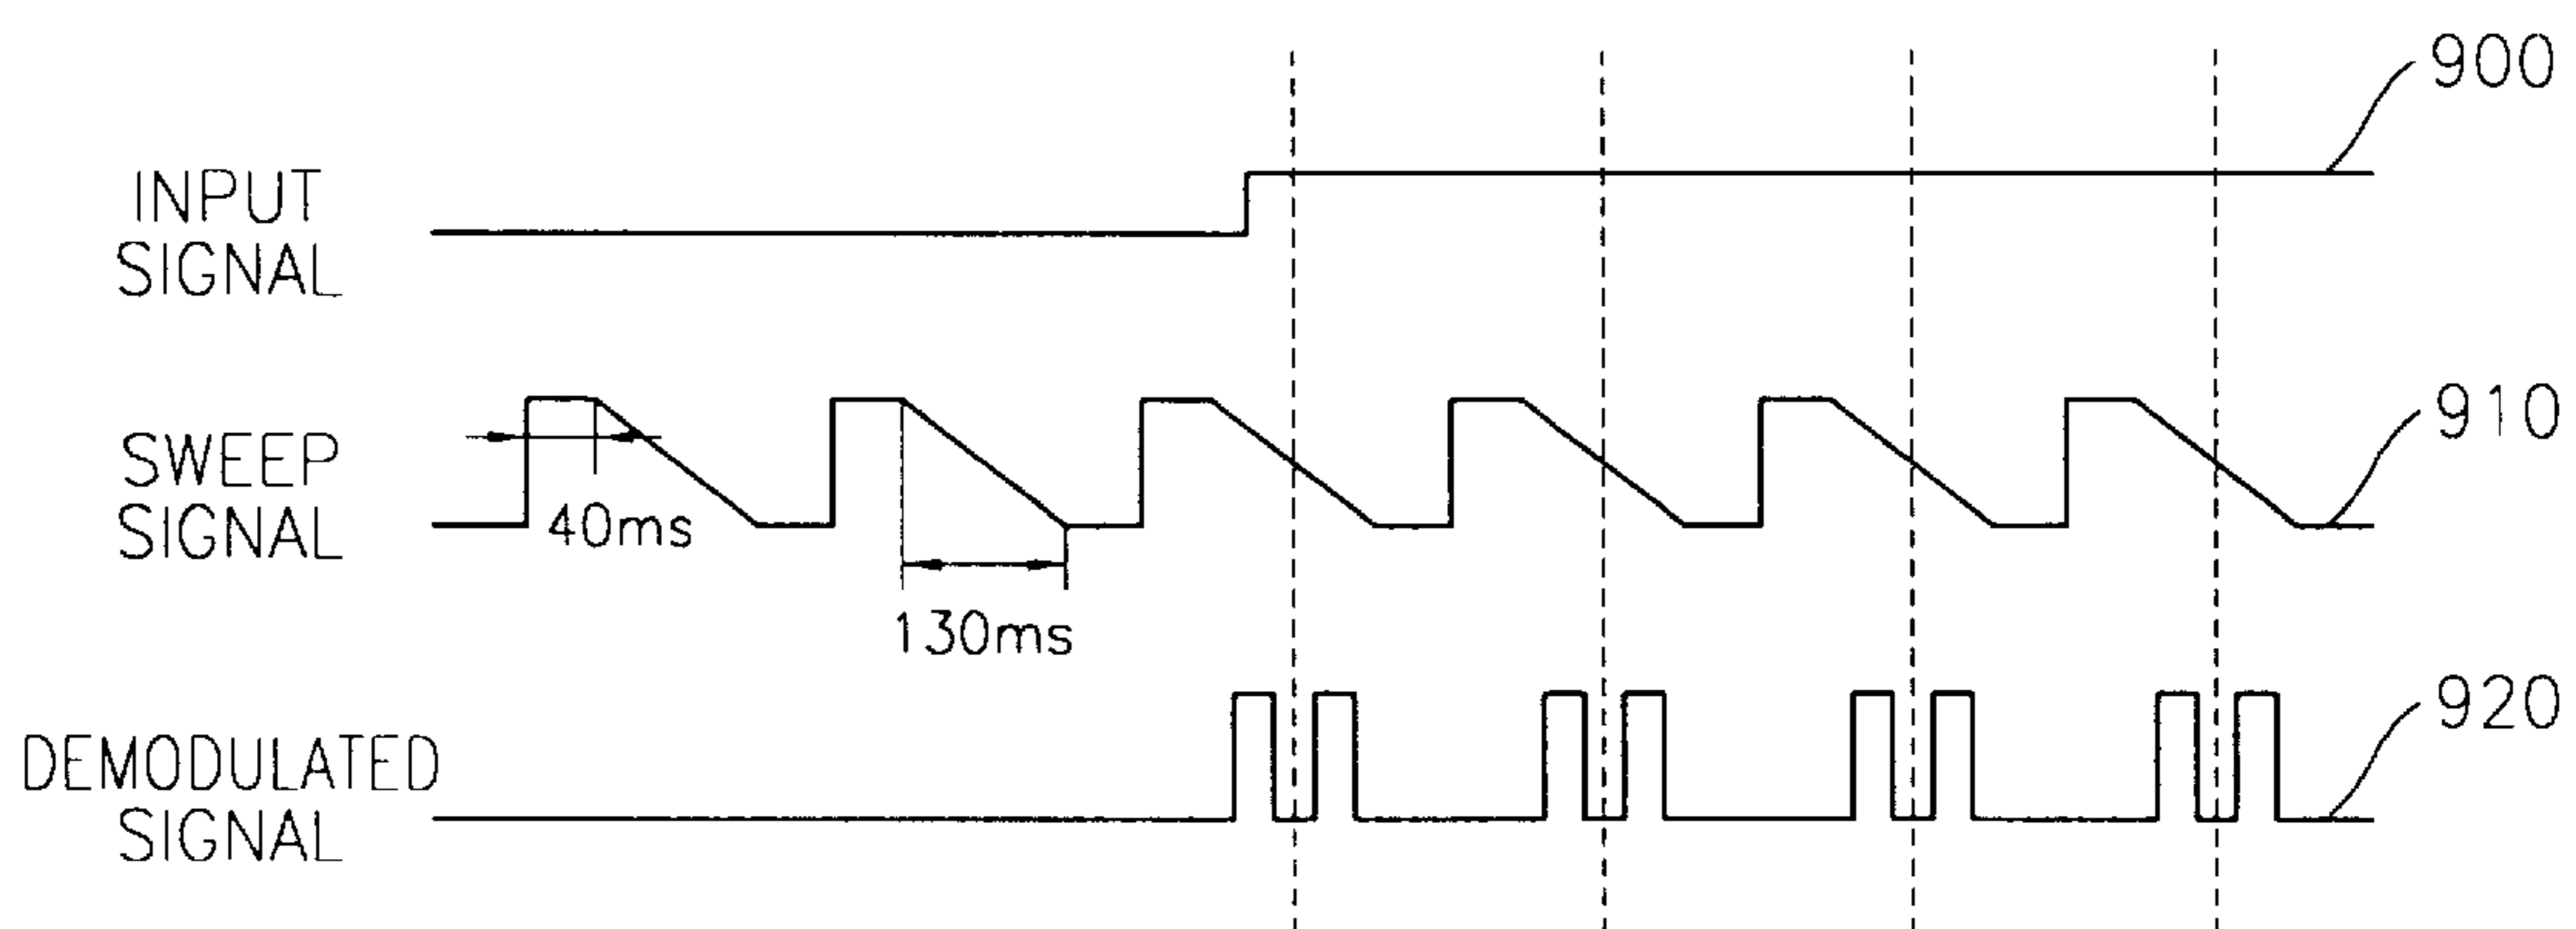 900
INPUT
SIGNAL
910
SWEEP
SIGNAL
40ms
130ms
920
DEMODULATED
SIGNAL